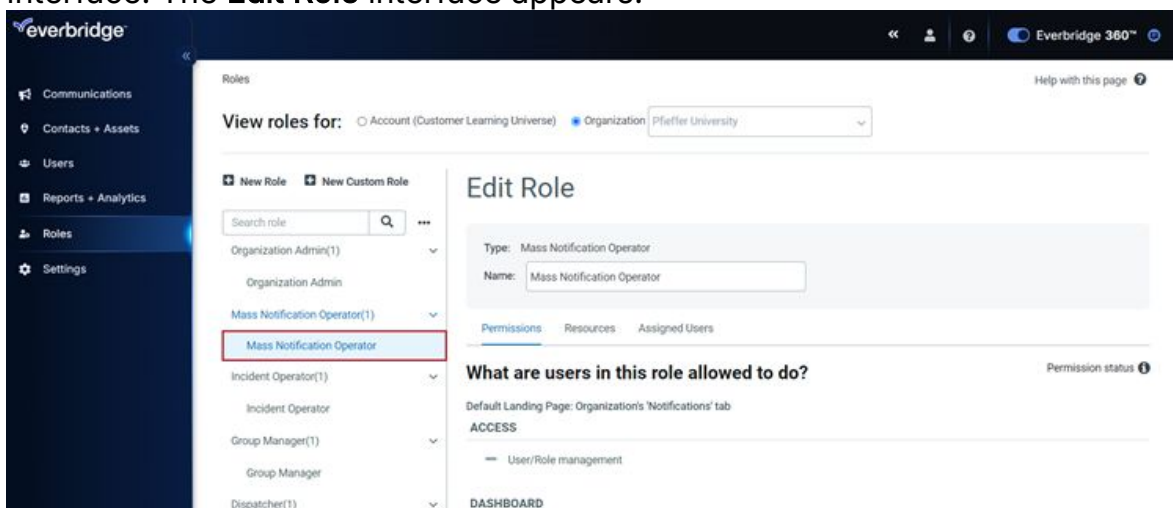 interface. The Edit Role interface appears.
everbridge
Everbridge 360™
Communications
Contacts + Assets
Users
Reports + Analytics
Roles
Settings
Roles
Help with this page
View roles for: Account (Customer Learning Universe) Organization Pfieffer University
New Role New Custom Role
Search role
Organization Admin(1)
Organization Admin
Mass Notification Operator(1)
Mass Notification Operator
Incident Operator(1)
Incident Operator
Group Manager(1)
Group Manager
Dispatcher(1)
Edit Role
Type: Mass Notification Operator
Name: Mass Notification Operator
Permissions Resources Assigned Users
What are users in this role allowed to do?
Permission status
Default Landing Page: Organization's 'Notifications' tab
ACCESS
User/Role management
DASHBOARD